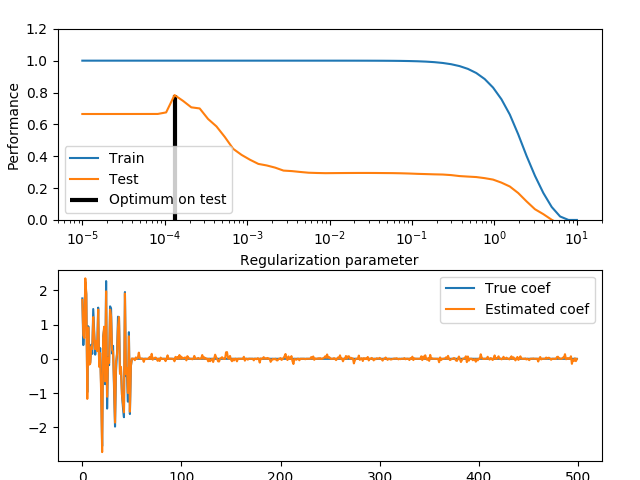 1.2
1.0
0.8
0.6
0.4
0.2
0.0
Performance
Train
Test
Optimum on test
10⁻⁵ 10⁻⁴ 10⁻³ 10⁻² 10⁻¹ 10⁰ 10¹
Regularization parameter
2
1
0
−1
−2
True coef
Estimated coef
0 100 200 300 400 500